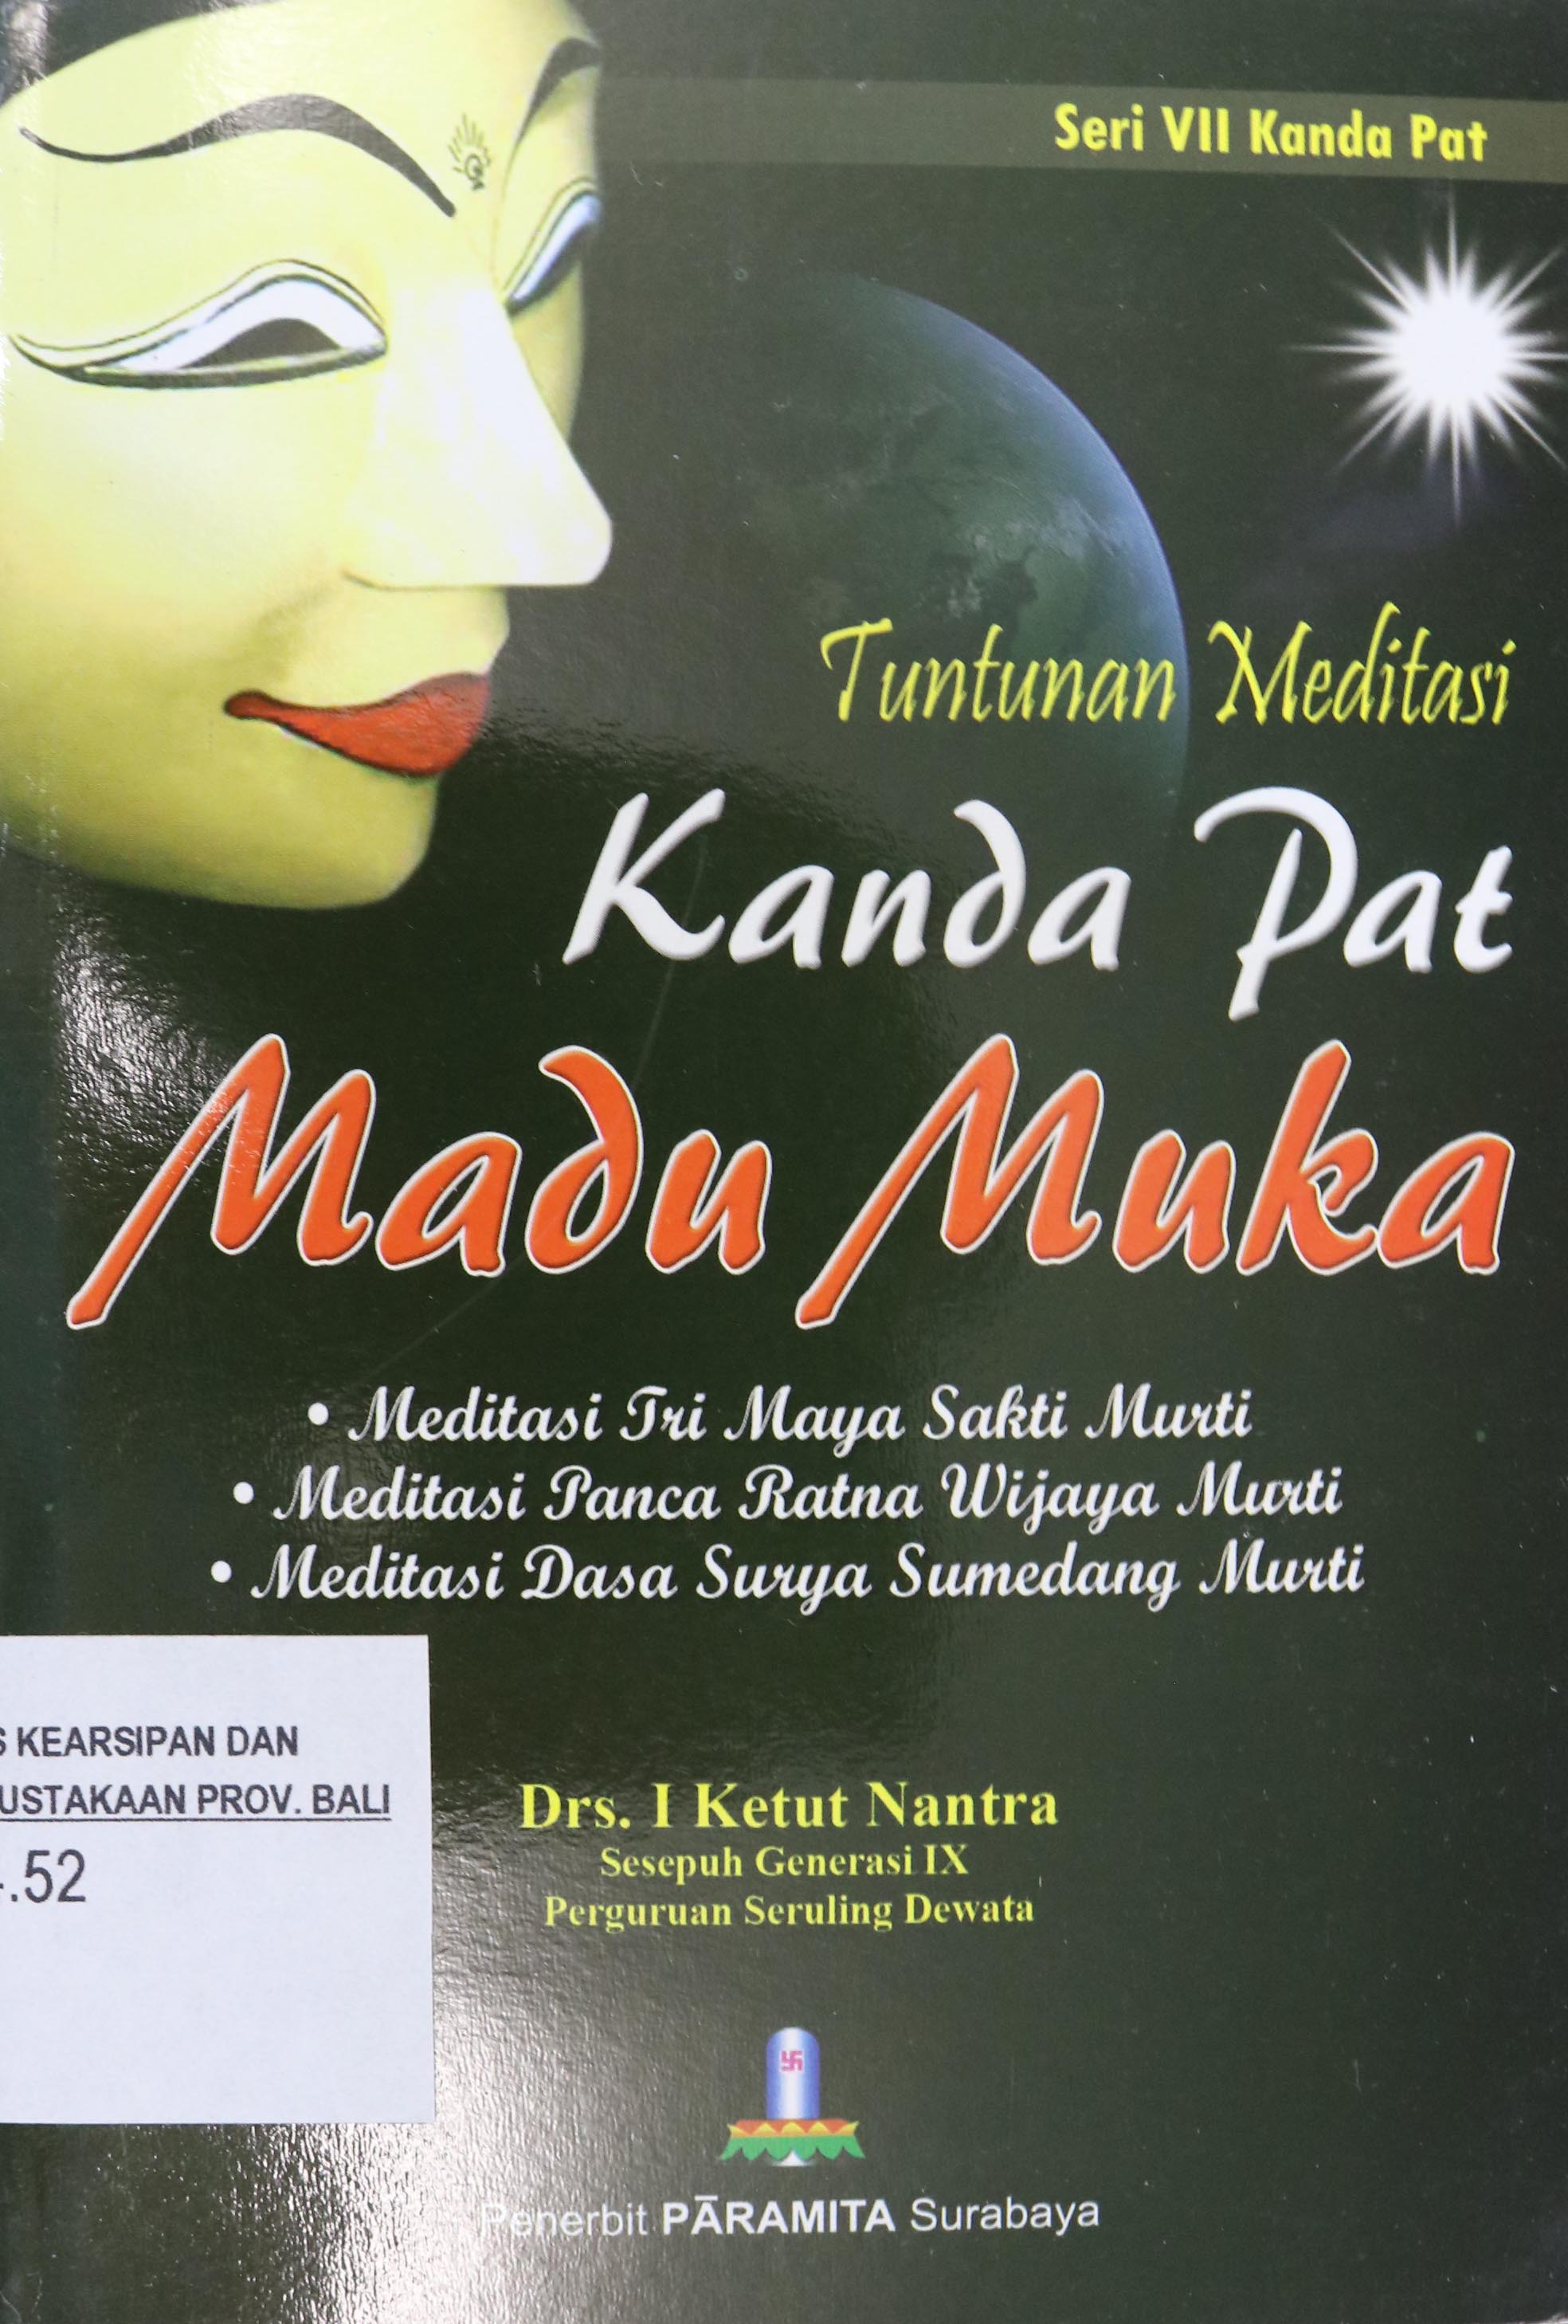 Seri VII Kanda Pat
Tuntunan Meditasi
Kanda Pat
Madu Muka
• Meditasi Tri Maya Sakti Murti
• Meditasi Panca Ratna Wijaya Murti
• Meditasi Dasa Surya Sumedang Murti
S KEARSIPAN DAN
USTAKAAN PROV. BALI
.52
Drs. I Ketut Nantra
Sesepuh Generasi IX
Perguruan Seruling Dewata
Penerbit PĀRAMITA Surabaya